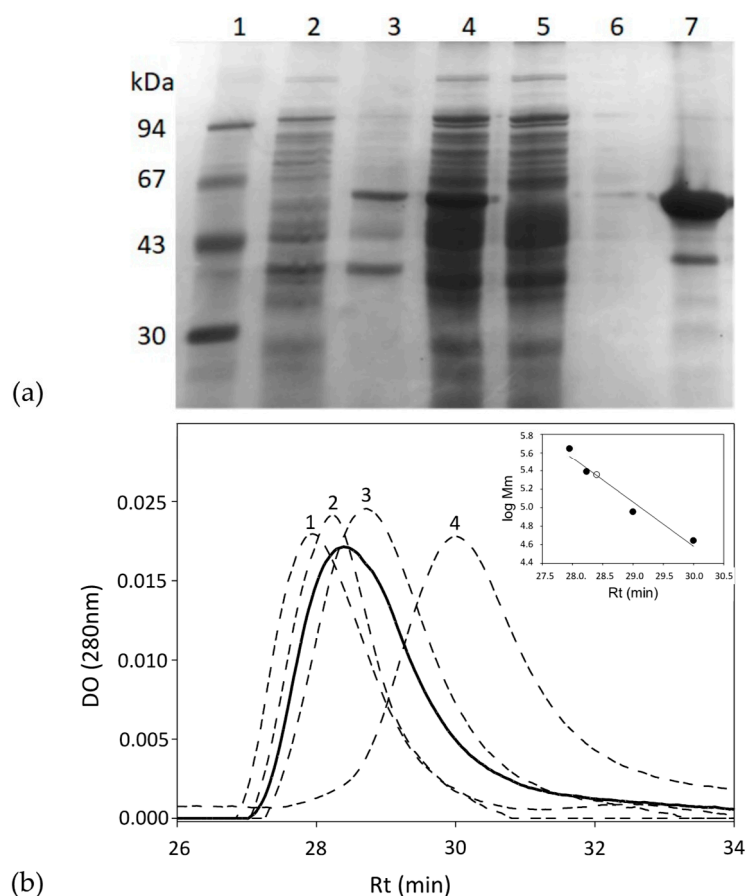 1 2 3 4 5 6 7
kDa
94
67
43
30
(a)
5.8
5.6
5.4
5.2
5.0
4.8
4.6
4.4
log Mm
27.5 28.0. 28.5 29.0 29.5 30.0 30.5
Rt (min)
0.025
0.015
0.010
0.005
0.000
DO (280nm)
1 2 3 4
26 28 30 32 34
Rt (min)
(b)